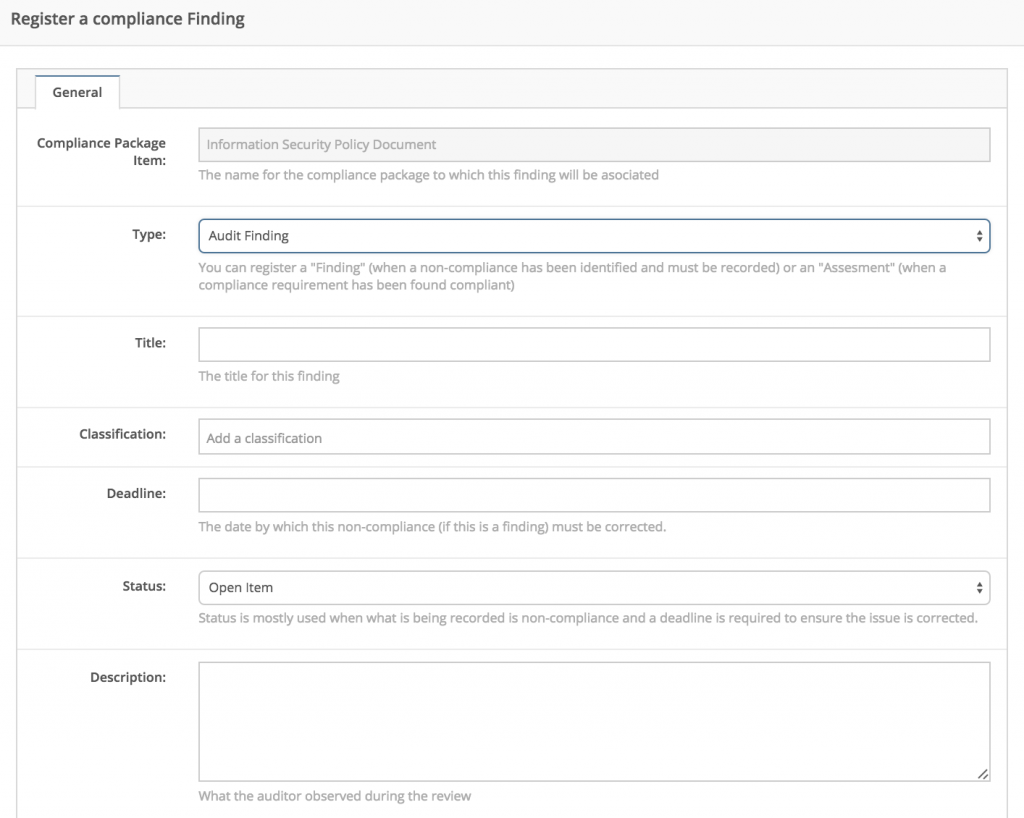 Register a compliance Finding
General
Compliance Package
Item:
Information Security Policy Document
The name for the compliance package to which this finding will be asociated
Type:
Audit Finding
You can register a "Finding" (when a non-compliance has been identified and must be recorded) or an "Assesment" (when a
compliance requirement has been found compliant)
Title:
The title for this finding
Classification:
Add a classification
Deadline:
The date by which this non-compliance (if this is a finding) must be corrected.
Status:
Open Item
Status is mostly used when what is being recorded is non-compliance and a deadline is required to ensure the issue is corrected.
Description:
What the auditor observed during the review